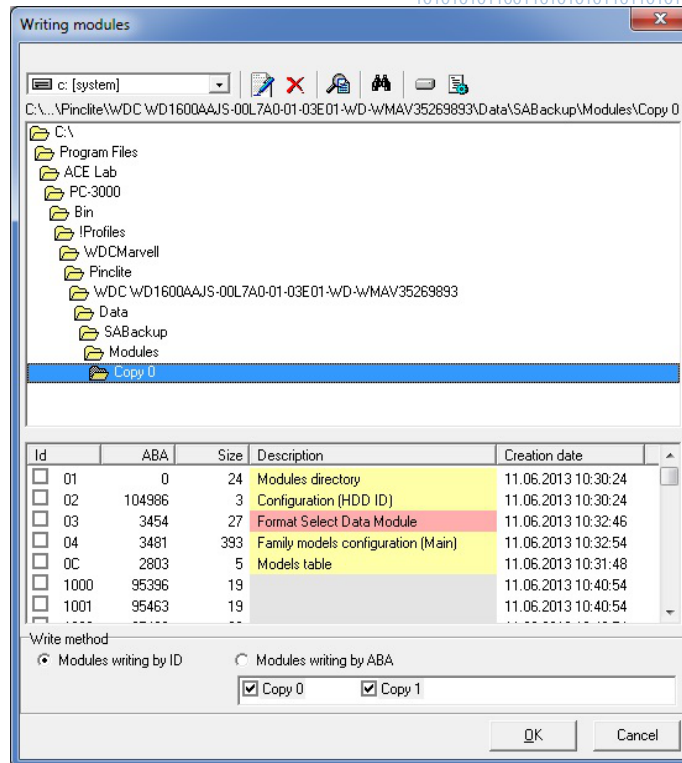 Writing modules
c: [system]
C:\...\Pinclite\WDC WD1600AAJS-00L7A0-01-03E01-WD-WMAV35269893\Data\SABackup\Modules\Copy 0
C:\
Program Files
ACE Lab
PC-3000
Bin
!Profiles
WDCMarvell
Pinclite
WDC WD1600AAJS-00L7A0-01-03E01-WD-WMAV35269893
Data
SABackup
Modules
Copy 0
Id ABA Size Description Creation date
01 0 24 Modules directory 11.06.2013 10:30:24
02 104986 3 Configuration (HDD ID) 11.06.2013 10:30:24
03 3454 27 Format Select Data Module 11.06.2013 10:32:46
04 3481 393 Family models configuration (Main) 11.06.2013 10:32:54
0C 2803 5 Models table 11.06.2013 10:31:48
1000 95396 19 11.06.2013 10:40:54
1001 95463 19 11.06.2013 10:40:54
Write method
Modules writing by ID Modules writing by ABA
Copy 0 Copy 1
OK Cancel